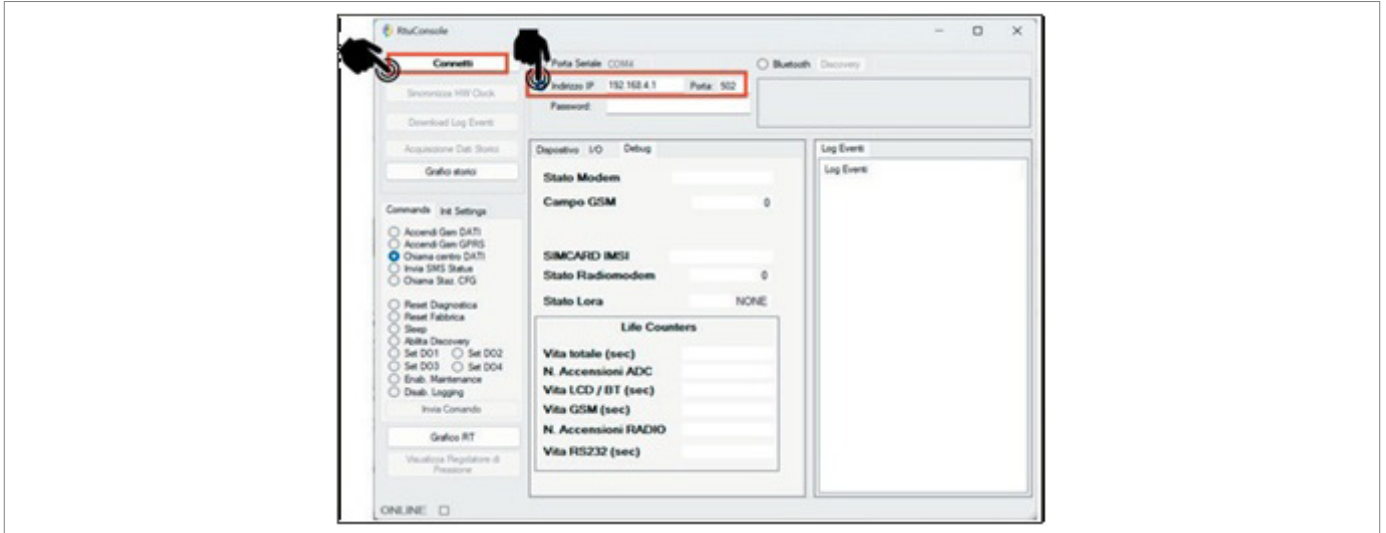 RtuConsole
Connetti
Porta Seriale COM4
Bluetooth Discovery
Indirizzo IP 192.168.4.1 Porta: 502
Password:
Sincronizza HW Clock
Download Log Eventi
Acquisizione Dati Storici
Grafici storici
Dispositivo I/O Debug
Log Eventi
Log Eventi
Stato Modem
Campo GSM 0
SIMCARD IMSI
Stato Radiomodem 0
Stato Lora NONE
Life Counters
Vita totale (sec)
N. Accensioni ADC
Vita LCD / BT (sec)
Vita GSM (sec)
N. Accensioni RADIO
Vita RS232 (sec)
Commands Init Settings
Accendi Gsm DATI
Accendi Gsm GPRS
Chiama centro DATI
Invia SMS Status
Chiama Staz. CFG
Reset Diagnostica
Reset Fabbrica
Sleep
Abilita Discovery
Set DO1 Set DO2
Set DO3 Set DO4
Enab. Maintenance
Disab. Logging
Invia Comando
Grafico RT
Visualizza Regolatore di
Pressione
ONLINE